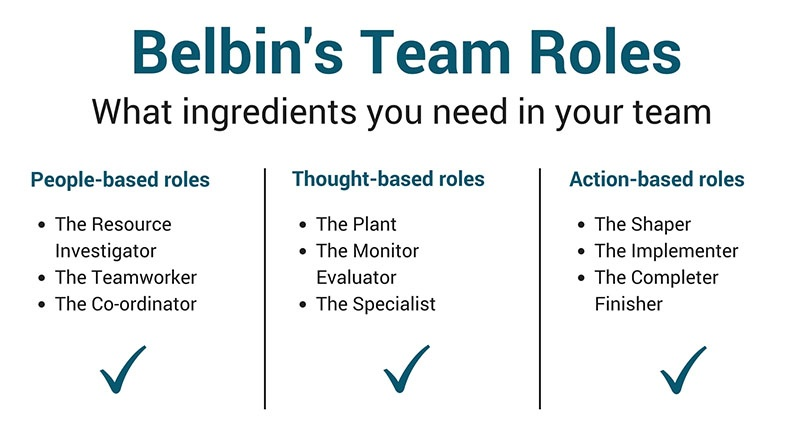 Belbin's Team Roles
What ingredients you need in your team
People-based roles
• The Resource
Investigator
• The Teamworker
• The Co-ordinator
Thought-based roles
• The Plant
• The Monitor
Evaluator
• The Specialist
Action-based roles
• The Shaper
• The Implementer
• The Completer
Finisher